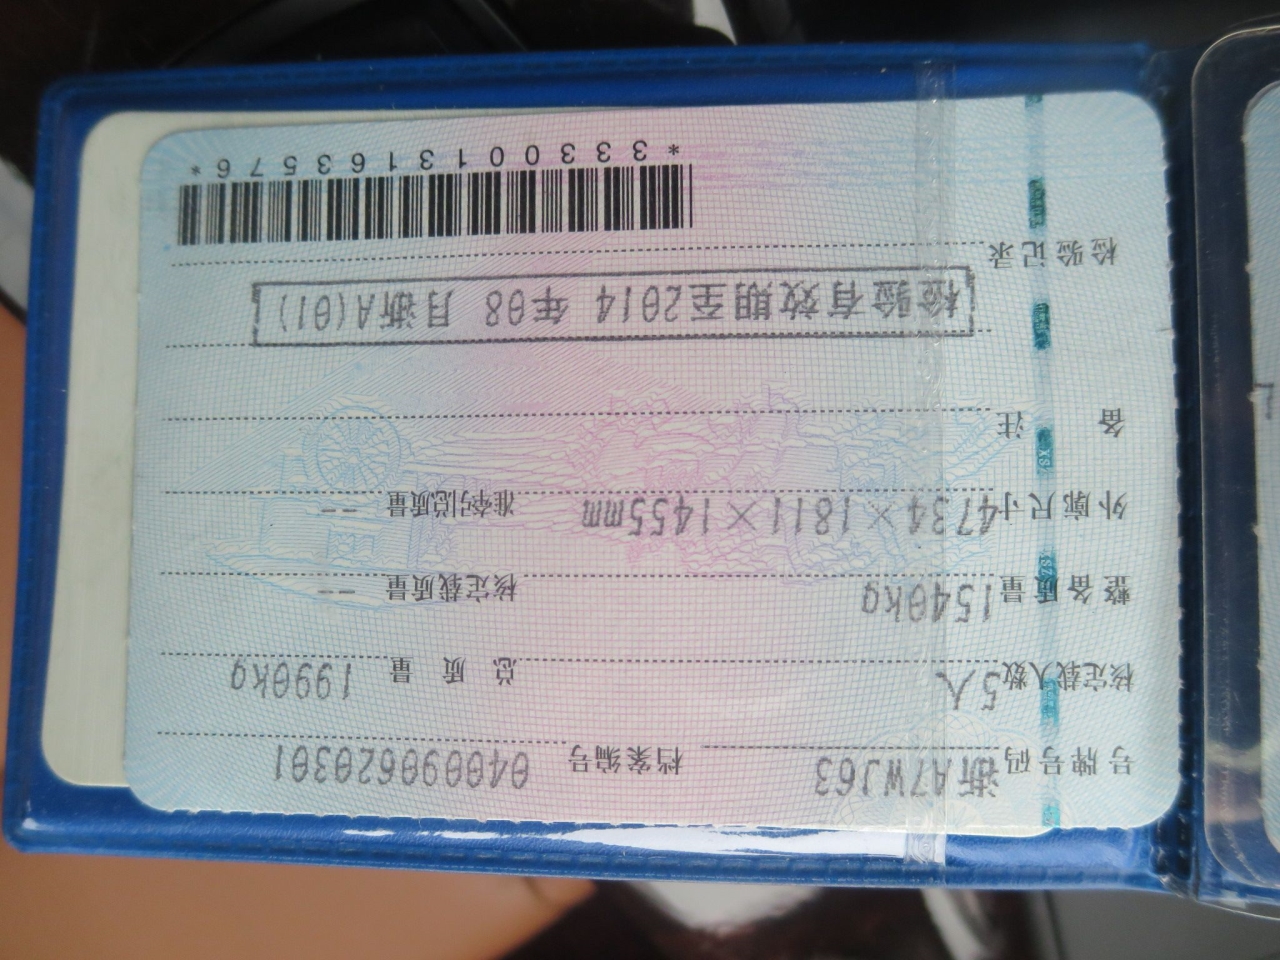 号牌号码 浙A7WJ63 档案编号 040090620301
核定载人数 5人 总质量 1990kg
整备质量 1540kg 核定载质量 --
外廓尺寸 4734×1811×1455mm 准牵引总质量 --
备注
检验有效期至2014 年08 月浙A(01)
检验记录
*3330013163576*